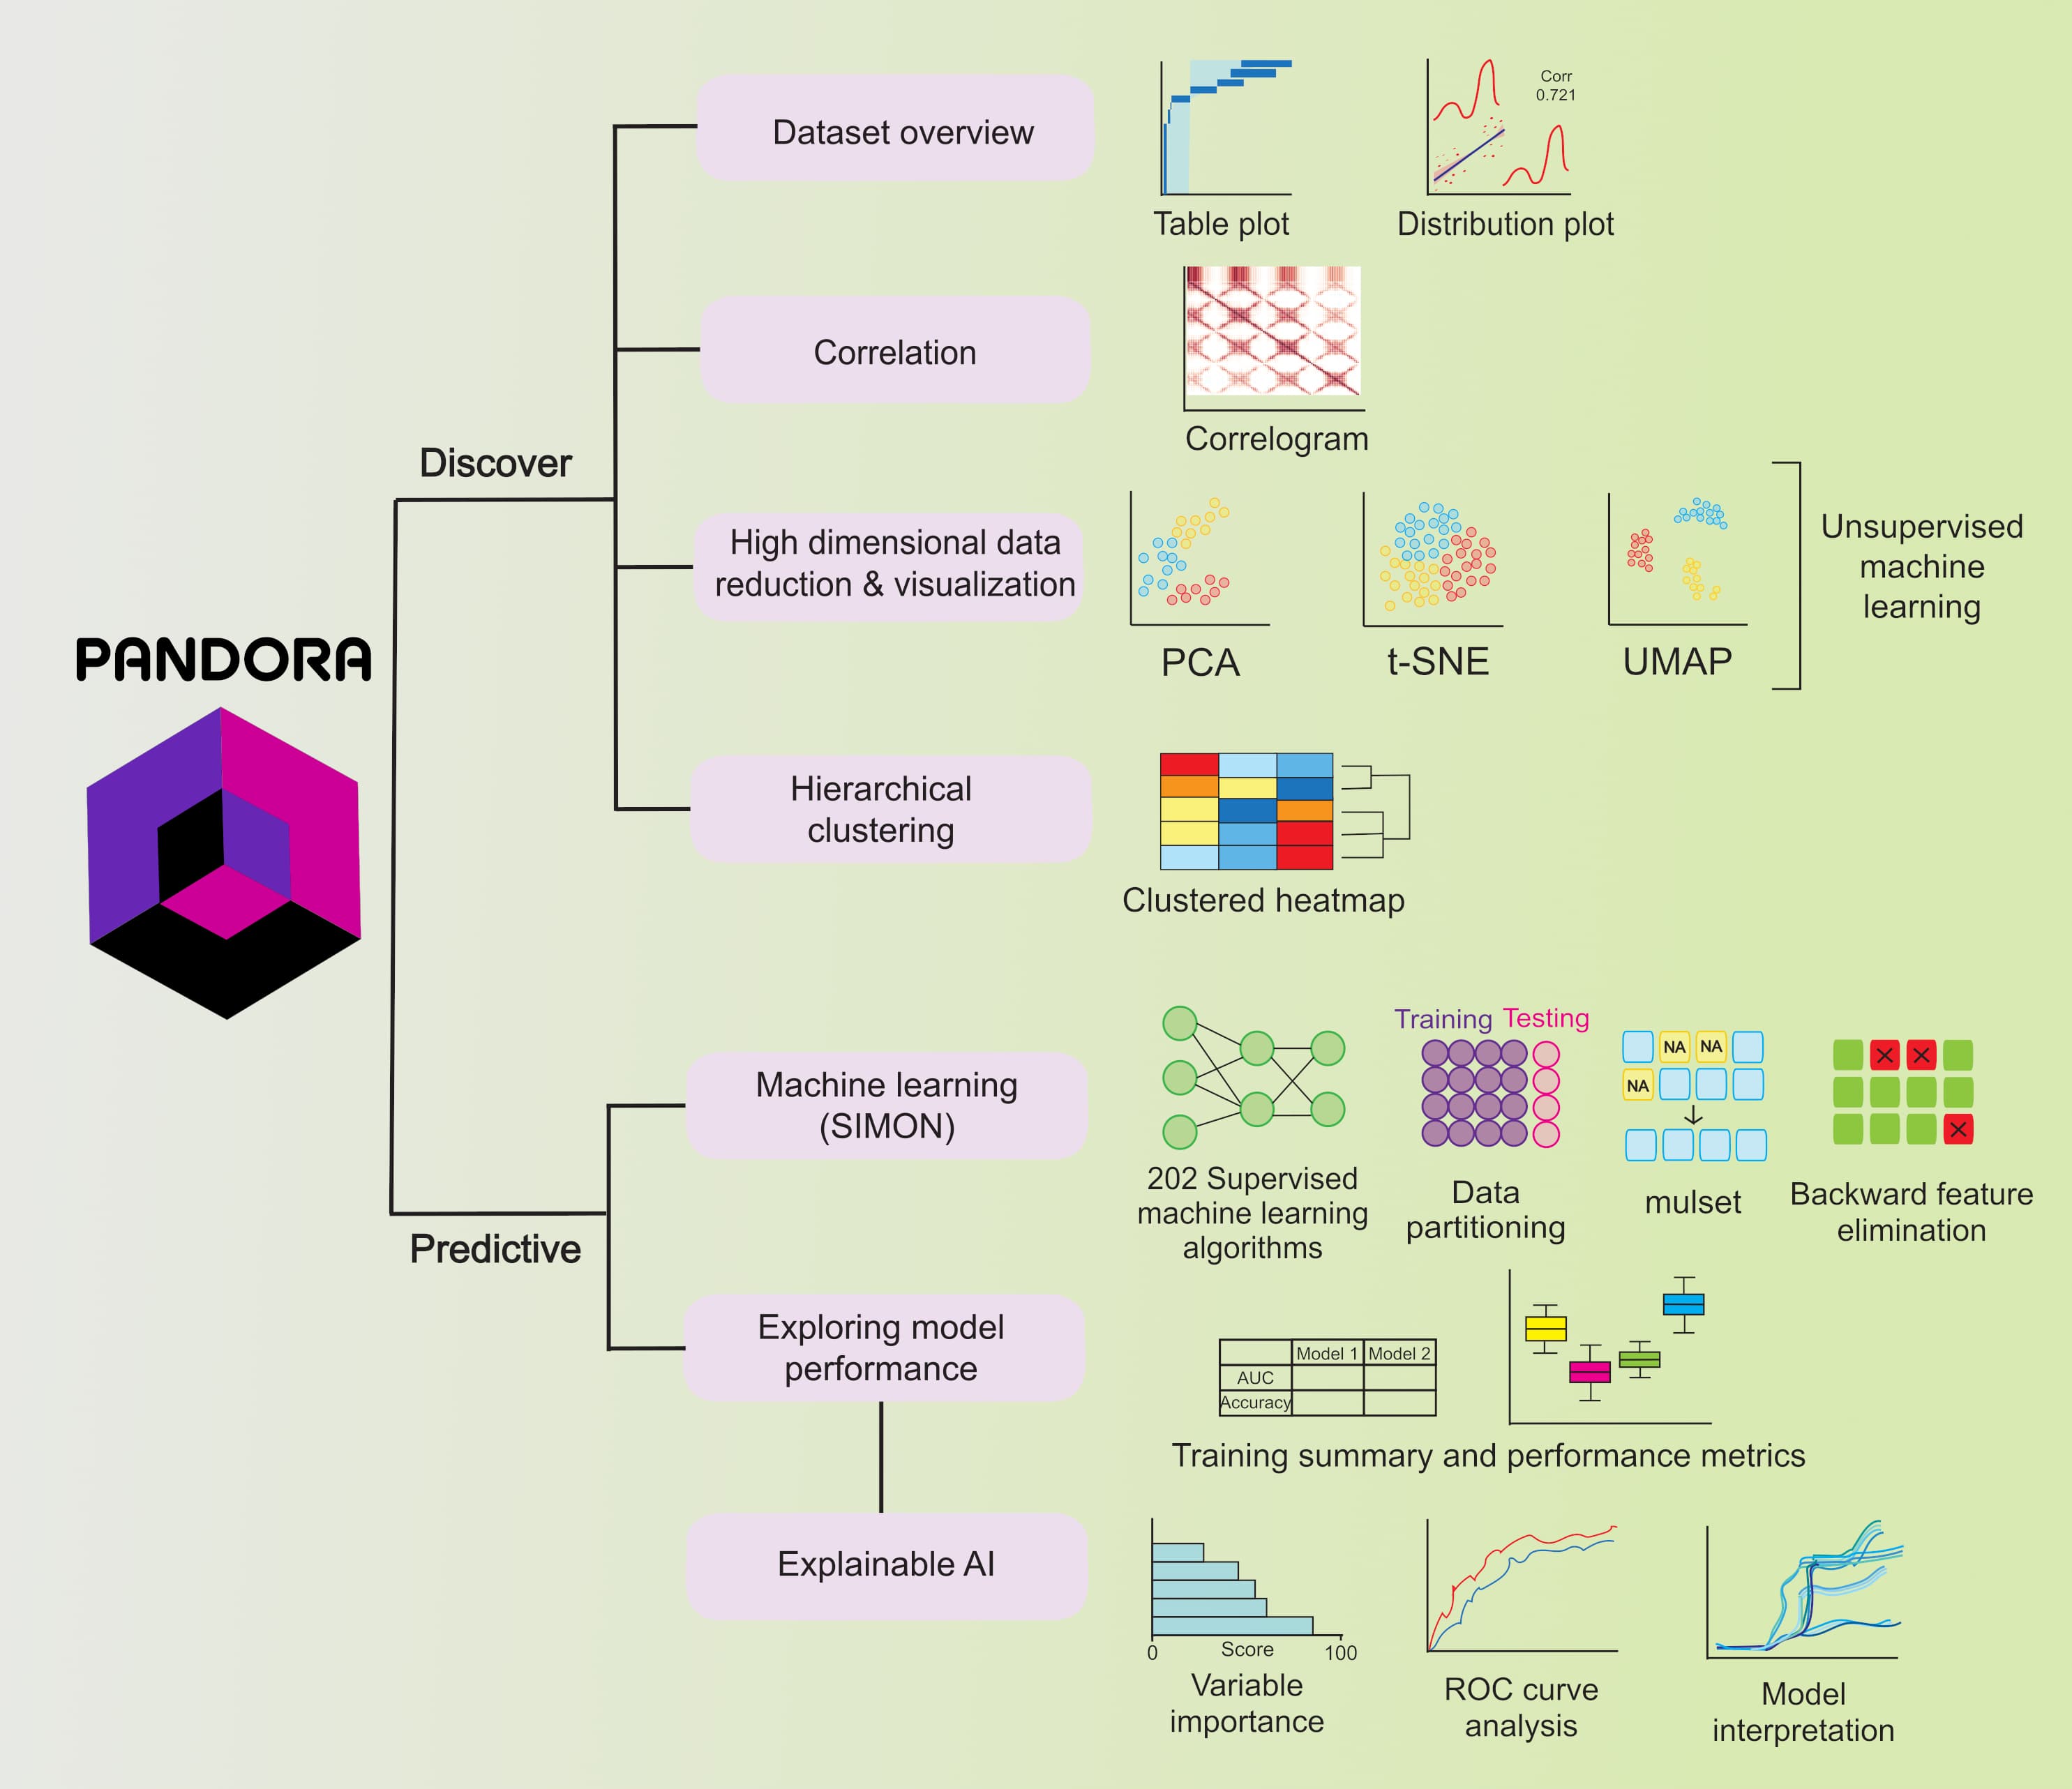 PANDORA
Discover
Predictive
Dataset overview
Table plot
Corr
0.721
Distribution plot
Correlation
Correlogram
High dimensional data
reduction & visualization
PCA
t-SNE
UMAP
Unsupervised
machine
learning
Hierarchical
clustering
Clustered heatmap
Machine learning
(SIMON)
202 Supervised
machine learning
algorithms
Training Testing
Data
partitioning
NA NA
NA
mulset
Backward feature
elimination
Exploring model
performance
Model 1 Model 2
AUC
Accuracy
Training summary and performance metrics
Explainable AI
0 Score 100
Variable
importance
ROC curve
analysis
Model
interpretation